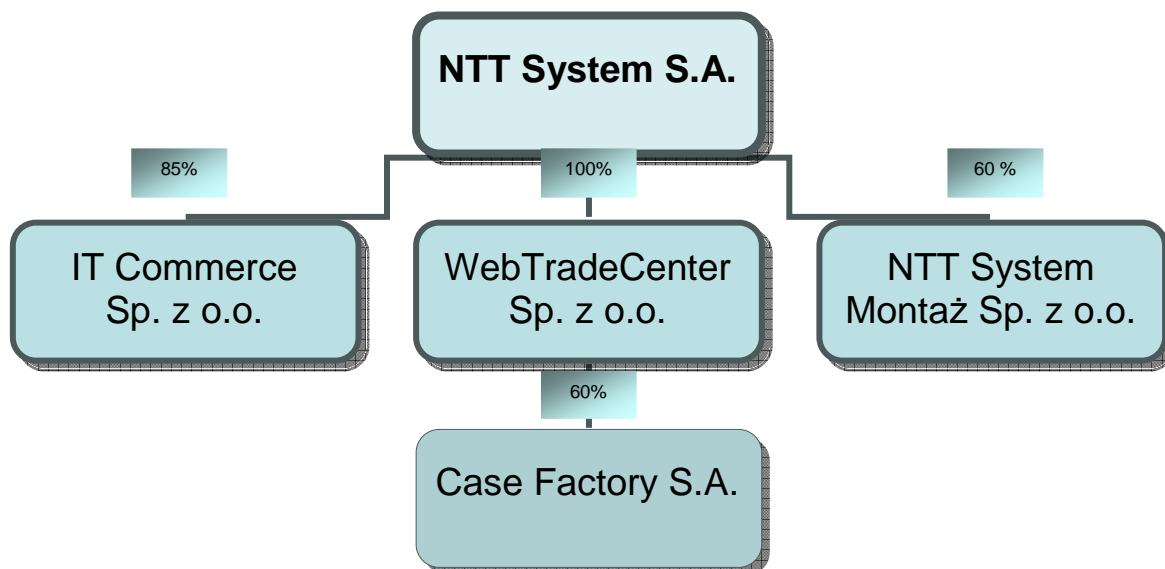 NTT System S.A.
85%
100%
60 %
IT Commerce
Sp. z o.o.
WebTradeCenter
Sp. z o.o.
NTT System
Montaż Sp. z o.o.
60%
Case Factory S.A.